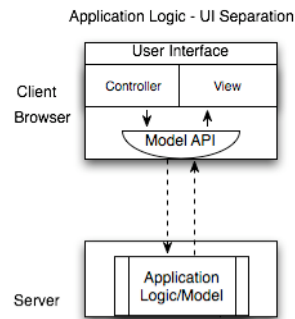 Application Logic - UI Separation
User Interface
Controller View
Client
Browser
Model API
Application
Logic/Model
Server